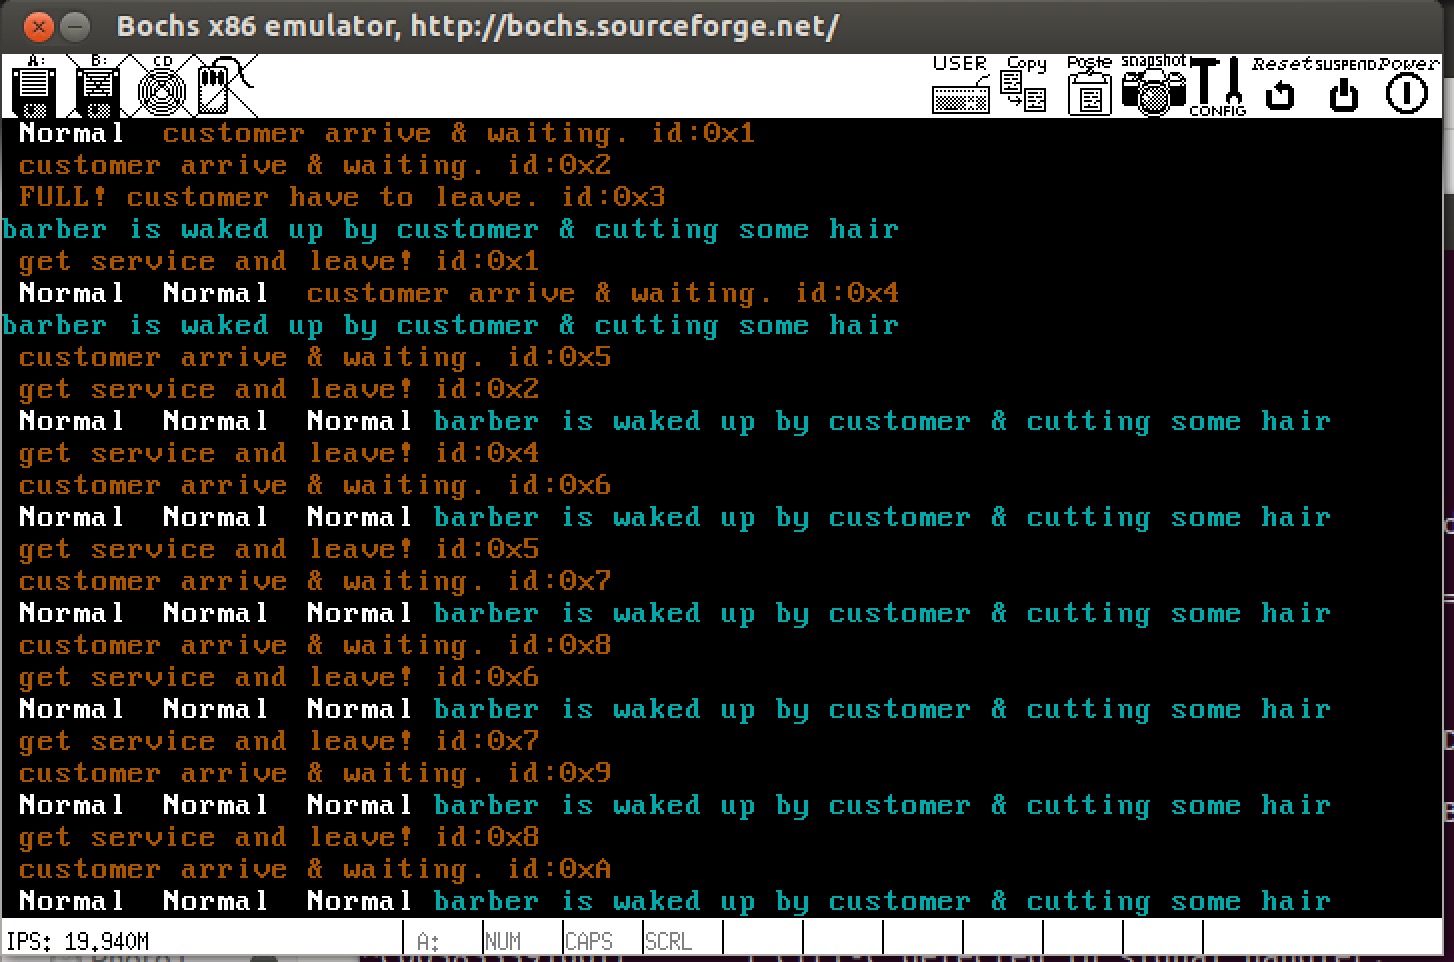 Bochs x86 emulator, http://bochs.sourceforge.net/
A: B: CD USER Copy Paste snapshot CONFIG Reset SUSPEND Power
Normal customer arrive & waiting. id:0x1
customer arrive & waiting. id:0x2
FULL! customer have to leave. id:0x3
barber is waked up by customer & cutting some hair
get service and leave! id:0x1
Normal Normal customer arrive & waiting. id:0x4
barber is waked up by customer & cutting some hair
customer arrive & waiting. id:0x5
get service and leave! id:0x2
Normal Normal Normal barber is waked up by customer & cutting some hair
get service and leave! id:0x4
customer arrive & waiting. id:0x6
Normal Normal Normal barber is waked up by customer & cutting some hair
get service and leave! id:0x5
customer arrive & waiting. id:0x7
Normal Normal Normal barber is waked up by customer & cutting some hair
customer arrive & waiting. id:0x8
get service and leave! id:0x6
Normal Normal Normal barber is waked up by customer & cutting some hair
get service and leave! id:0x7
customer arrive & waiting. id:0x9
Normal Normal Normal barber is waked up by customer & cutting some hair
get service and leave! id:0x8
customer arrive & waiting. id:0xA
Normal Normal Normal barber is waked up by customer & cutting some hair
IPS: 19.940M A: NUM CAPS SCRL